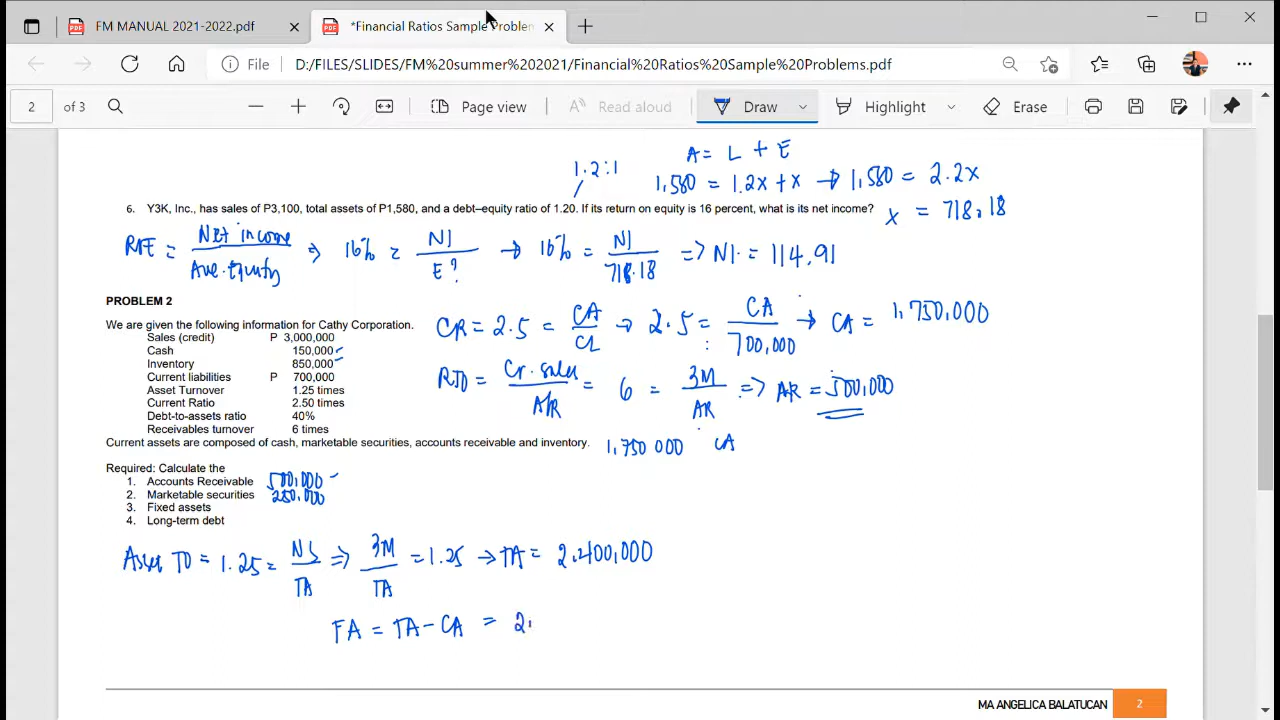 FM MANUAL 2021-2022.pdf
*Financial Ratios Sample Problem
File D:/FILES/SLIDES/FM%20summer%202021/Financial%20Ratios%20Sample%20Problems.pdf
2 of 3 Page view Read aloud Draw Highlight Erase
A = L + E
1.2:1
1,580 = 1.2x + x → 1,580 = 2.2x
6. Y3K, Inc., has sales of P3,100, total assets of P1,580, and a debt–equity ratio of 1.20. If its return on equity is 16 percent, what is its net income?
x = 718.18
ROE = Net income / Ave. Equity ⇒ 16% = NI / E? → 16% = NI / 718.18 => NI = 114.91
PROBLEM 2
We are given the following information for Cathy Corporation.
Sales (credit) P 3,000,000
Cash 150,000
Inventory 850,000
Current liabilities P 700,000
Asset Turnover 1.25 times
Current Ratio 2.50 times
Debt-to-assets ratio 40%
Receivables turnover 6 times
CR = 2.5 = CA / CL → 2.5 = CA / 700,000 → CA = 1,750,000
RTO = Cr. sales / A/R = 6 = 3M / AR => AR = 500,000
Current assets are composed of cash, marketable securities, accounts receivable and inventory.
1,750 000 CA
Required: Calculate the
1. Accounts Receivable 500,000
2. Marketable securities 250,000
3. Fixed assets
4. Long-term debt
Asset TO = 1.25 = NS / TA => 3M / TA = 1.25 → TA = 2,400,000
FA = TA - CA = 2.
MA ANGELICA BALATUCAN 2